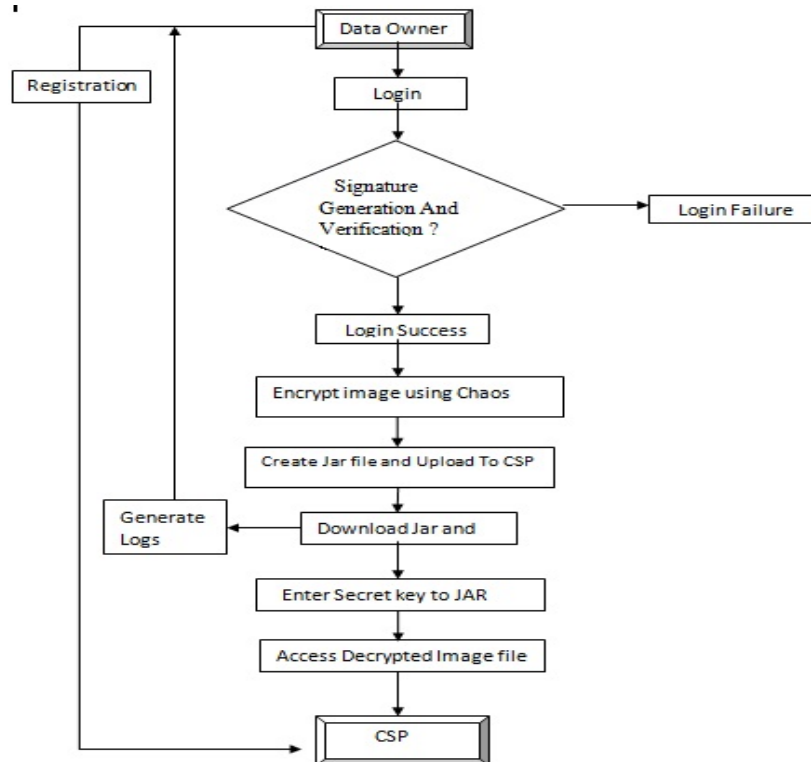 Data Owner
Registration
Login
Signature
Generation And
Verification ?
Login Failure
Login Success
Encrypt image using Chaos
Create Jar file and Upload To CSP
Generate
Logs
Download Jar and
Enter Secret key to JAR
Access Decrypted Image file
CSP